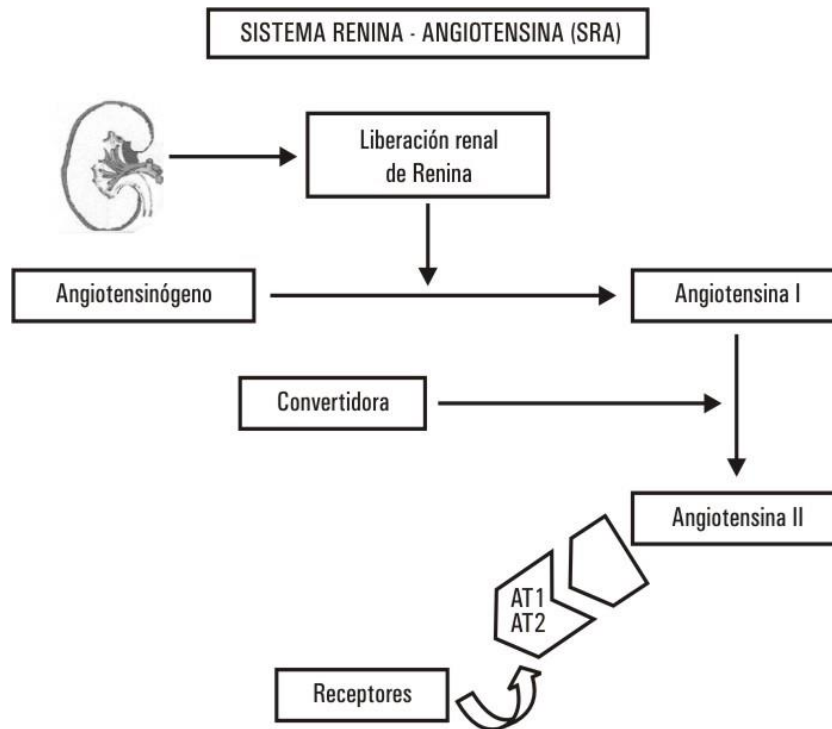 SISTEMA RENINA - ANGIOTENSINA (SRA)
Liberación renal
de Renina
Angiotensinógeno
Angiotensina I
Convertidora
Angiotensina II
AT1
AT2
Receptores